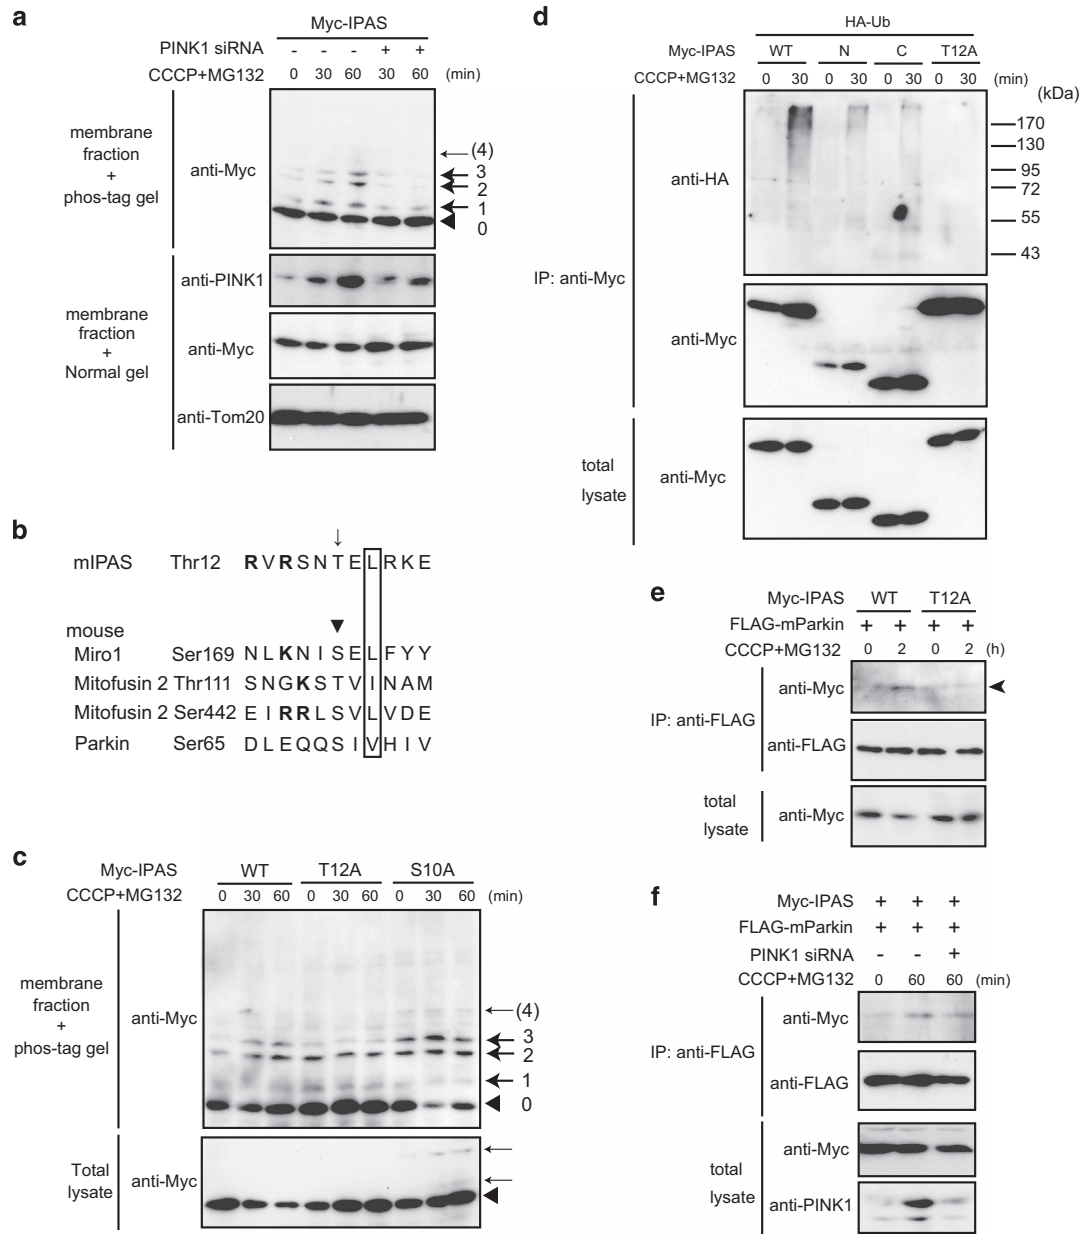 a
Myc-IPAS
PINK1 siRNA - - - + +
CCCP+MG132 0 30 60 30 60 (min)
membrane
fraction
+
phos-tag gel
anti-Myc
(4)
3
2
1
0
anti-PINK1
membrane
fraction
+
Normal gel
anti-Myc
anti-Tom20
b
mIPAS Thr12 R V R S N T E L R K E
mouse
Miro1 Ser169 N L K N I S E L F Y Y
Mitofusin 2 Thr111 S N G K S T V I N A M
Mitofusin 2 Ser442 E I R R L S V L V D E
Parkin Ser65 D L E Q Q S I V H I V
c
Myc-IPAS WT T12A S10A
CCCP+MG132 0 30 60 0 30 60 0 30 60 (min)
membrane
fraction
+
phos-tag gel
anti-Myc
(4)
3
2
1
0
Total
lysate
anti-Myc
d
HA-Ub
Myc-IPAS WT N C T12A
CCCP+MG132 0 30 0 30 0 30 0 30 (min)
(kDa)
anti-HA
170
130
95
72
55
43
IP: anti-Myc
anti-Myc
total
lysate
anti-Myc
e
Myc-IPAS WT T12A
FLAG-mParkin + + + +
CCCP+MG132 0 2 0 2 (h)
anti-Myc
IP: anti-FLAG
anti-FLAG
total
lysate
anti-Myc
f
Myc-IPAS + + +
FLAG-mParkin + + +
PINK1 siRNA - - +
CCCP+MG132 0 60 60 (min)
anti-Myc
IP: anti-FLAG
anti-FLAG
anti-Myc
total
lysate
anti-PINK1